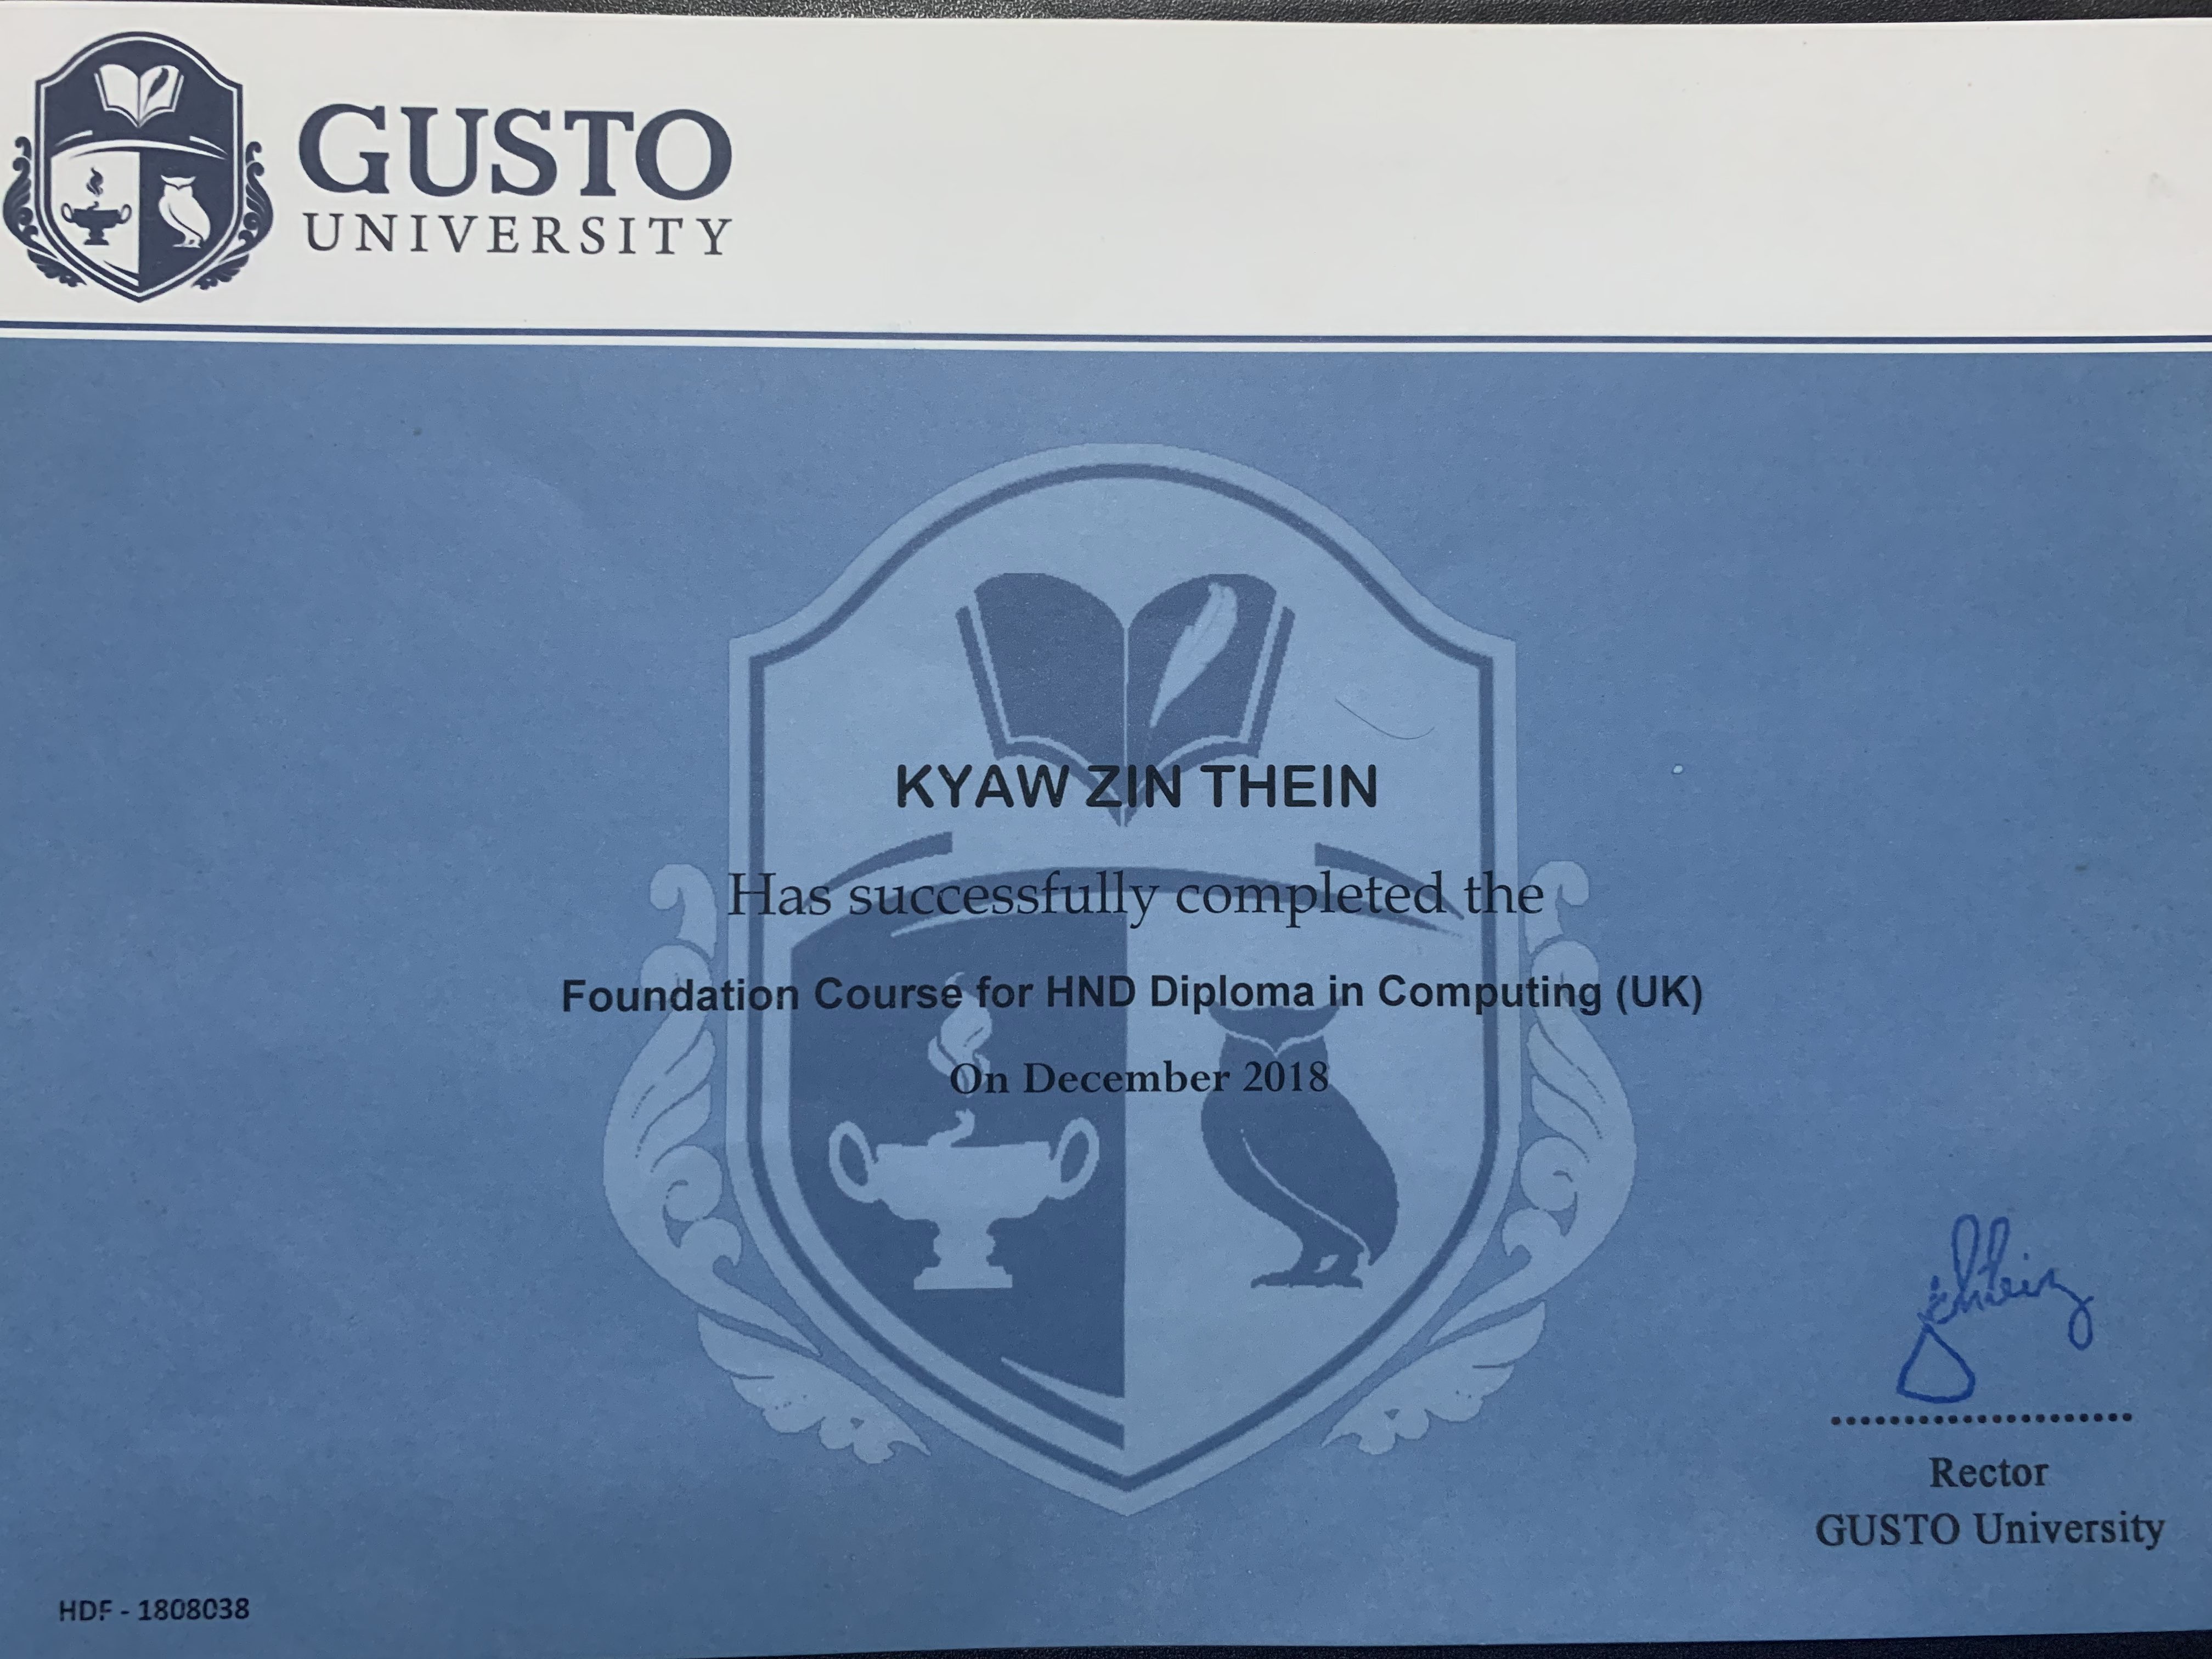 GUSTO
UNIVERSITY
KYAW ZIN THEIN
Has successfully completed the
Foundation Course for HND Diploma in Computing (UK)
On December 2018
Rector
GUSTO University
HDF - 1808038